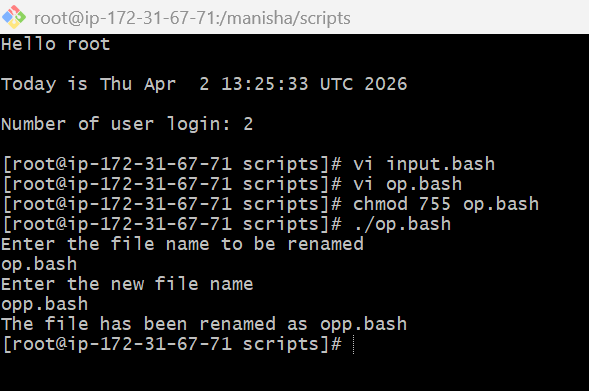 root@ip-172-31-67-71:/manisha/scripts
Hello root
Today is Thu Apr  2 13:25:33 UTC 2026
Number of user login: 2
[root@ip-172-31-67-71 scripts]# vi input.bash
[root@ip-172-31-67-71 scripts]# vi op.bash
[root@ip-172-31-67-71 scripts]# chmod 755 op.bash
[root@ip-172-31-67-71 scripts]# ./op.bash
Enter the file name to be renamed
op.bash
Enter the new file name
opp.bash
The file has been renamed as opp.bash
[root@ip-172-31-67-71 scripts]#